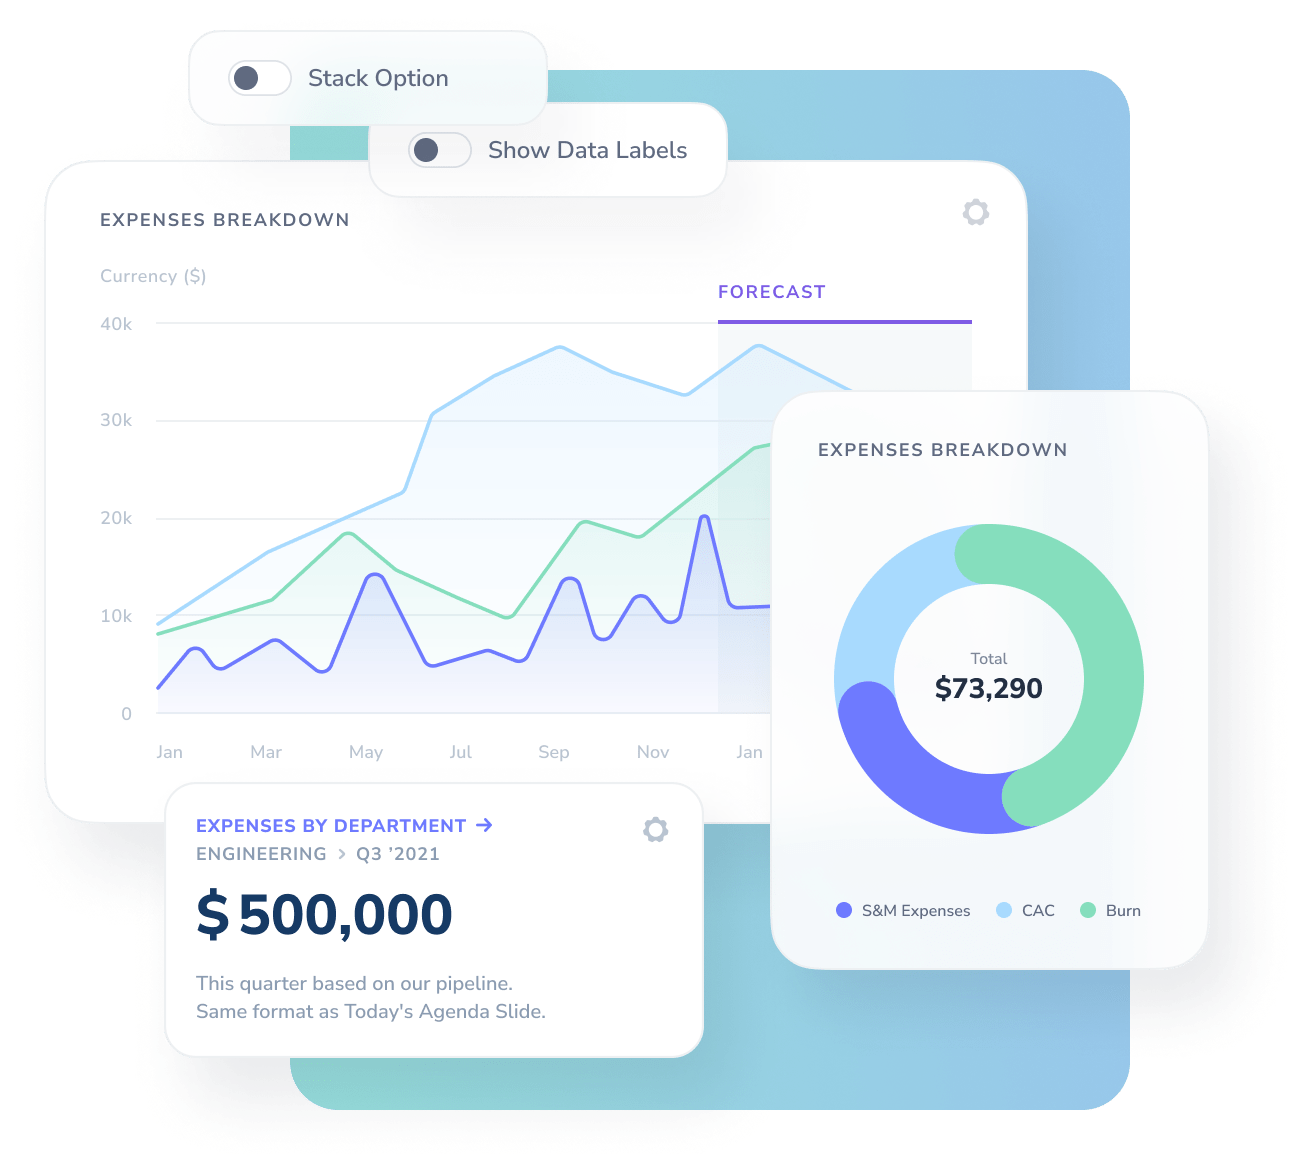 Stack Option
Show Data Labels
EXPENSES BREAKDOWN
Currency ($)
FORECAST
40k
30k
20k
10k
0
Jan Mar May Jul Sep Nov Jan
EXPENSES BREAKDOWN
Total
$73,290
S&M Expenses CAC Burn
EXPENSES BY DEPARTMENT →
ENGINEERING > Q3 ’2021
$ 500,000
This quarter based on our pipeline.
Same format as Today's Agenda Slide.